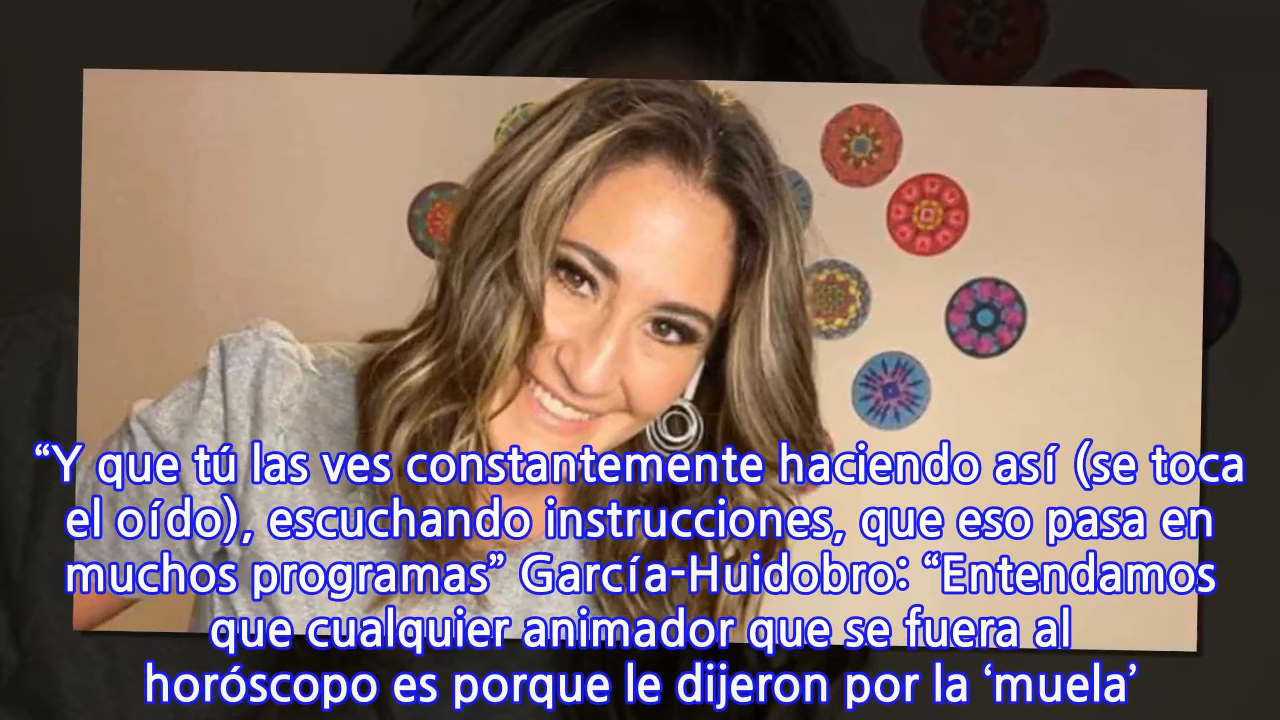 “Y que tú las ves constantemente haciendo así (se toca
el oído), escuchando instrucciones, que eso pasa en
muchos programas” García-Huidobro: “Entendamos
que cualquier animador que se fuera al
horóscopo es porque le dijeron por la ‘muela’